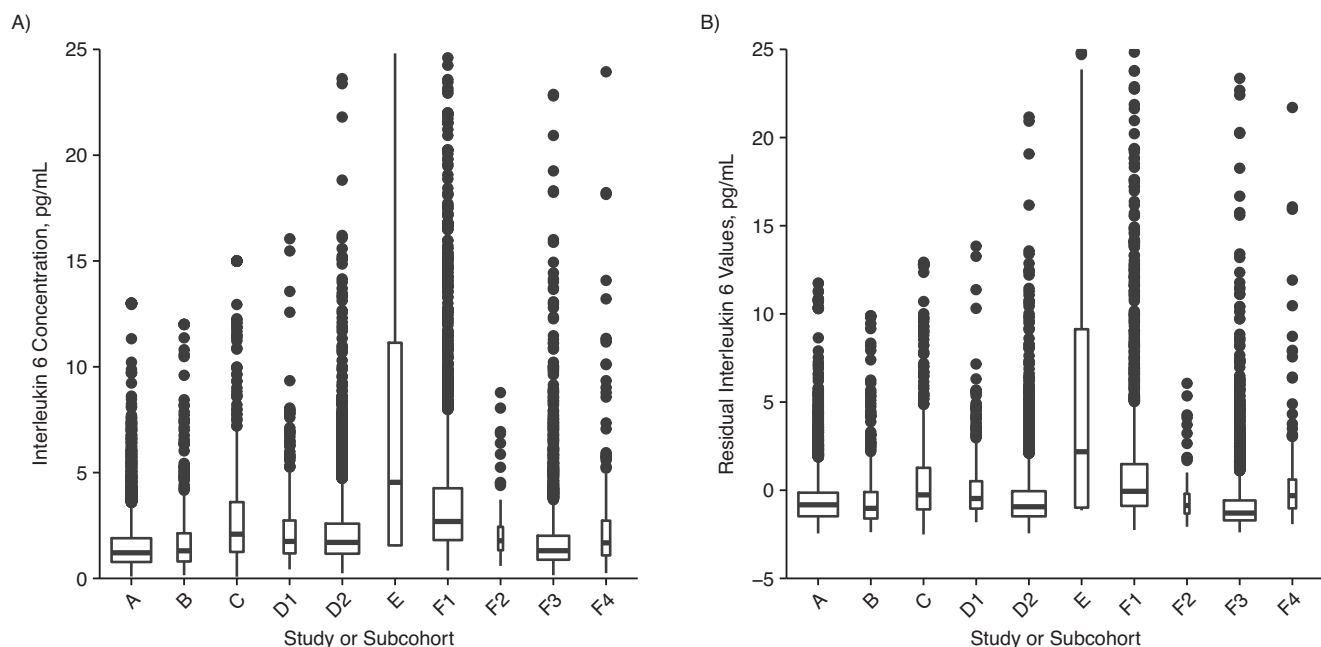 A)
Interleukin 6 Concentration, pg/mL
25
20
15
10
5
0
A B C D1 D2 E F1 F2 F3 F4
Study or Subcohort
B)
Residual Interleukin 6 Values, pg/mL
25
20
15
10
5
0
−5
A B C D1 D2 E F1 F2 F3 F4
Study or Subcohort